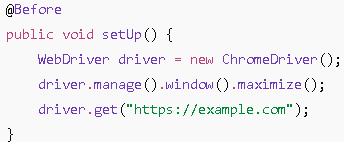 @Before
public void setUp() {
    WebDriver driver = new ChromeDriver();
    driver.manage().window().maximize();
    driver.get("https://example.com");
}